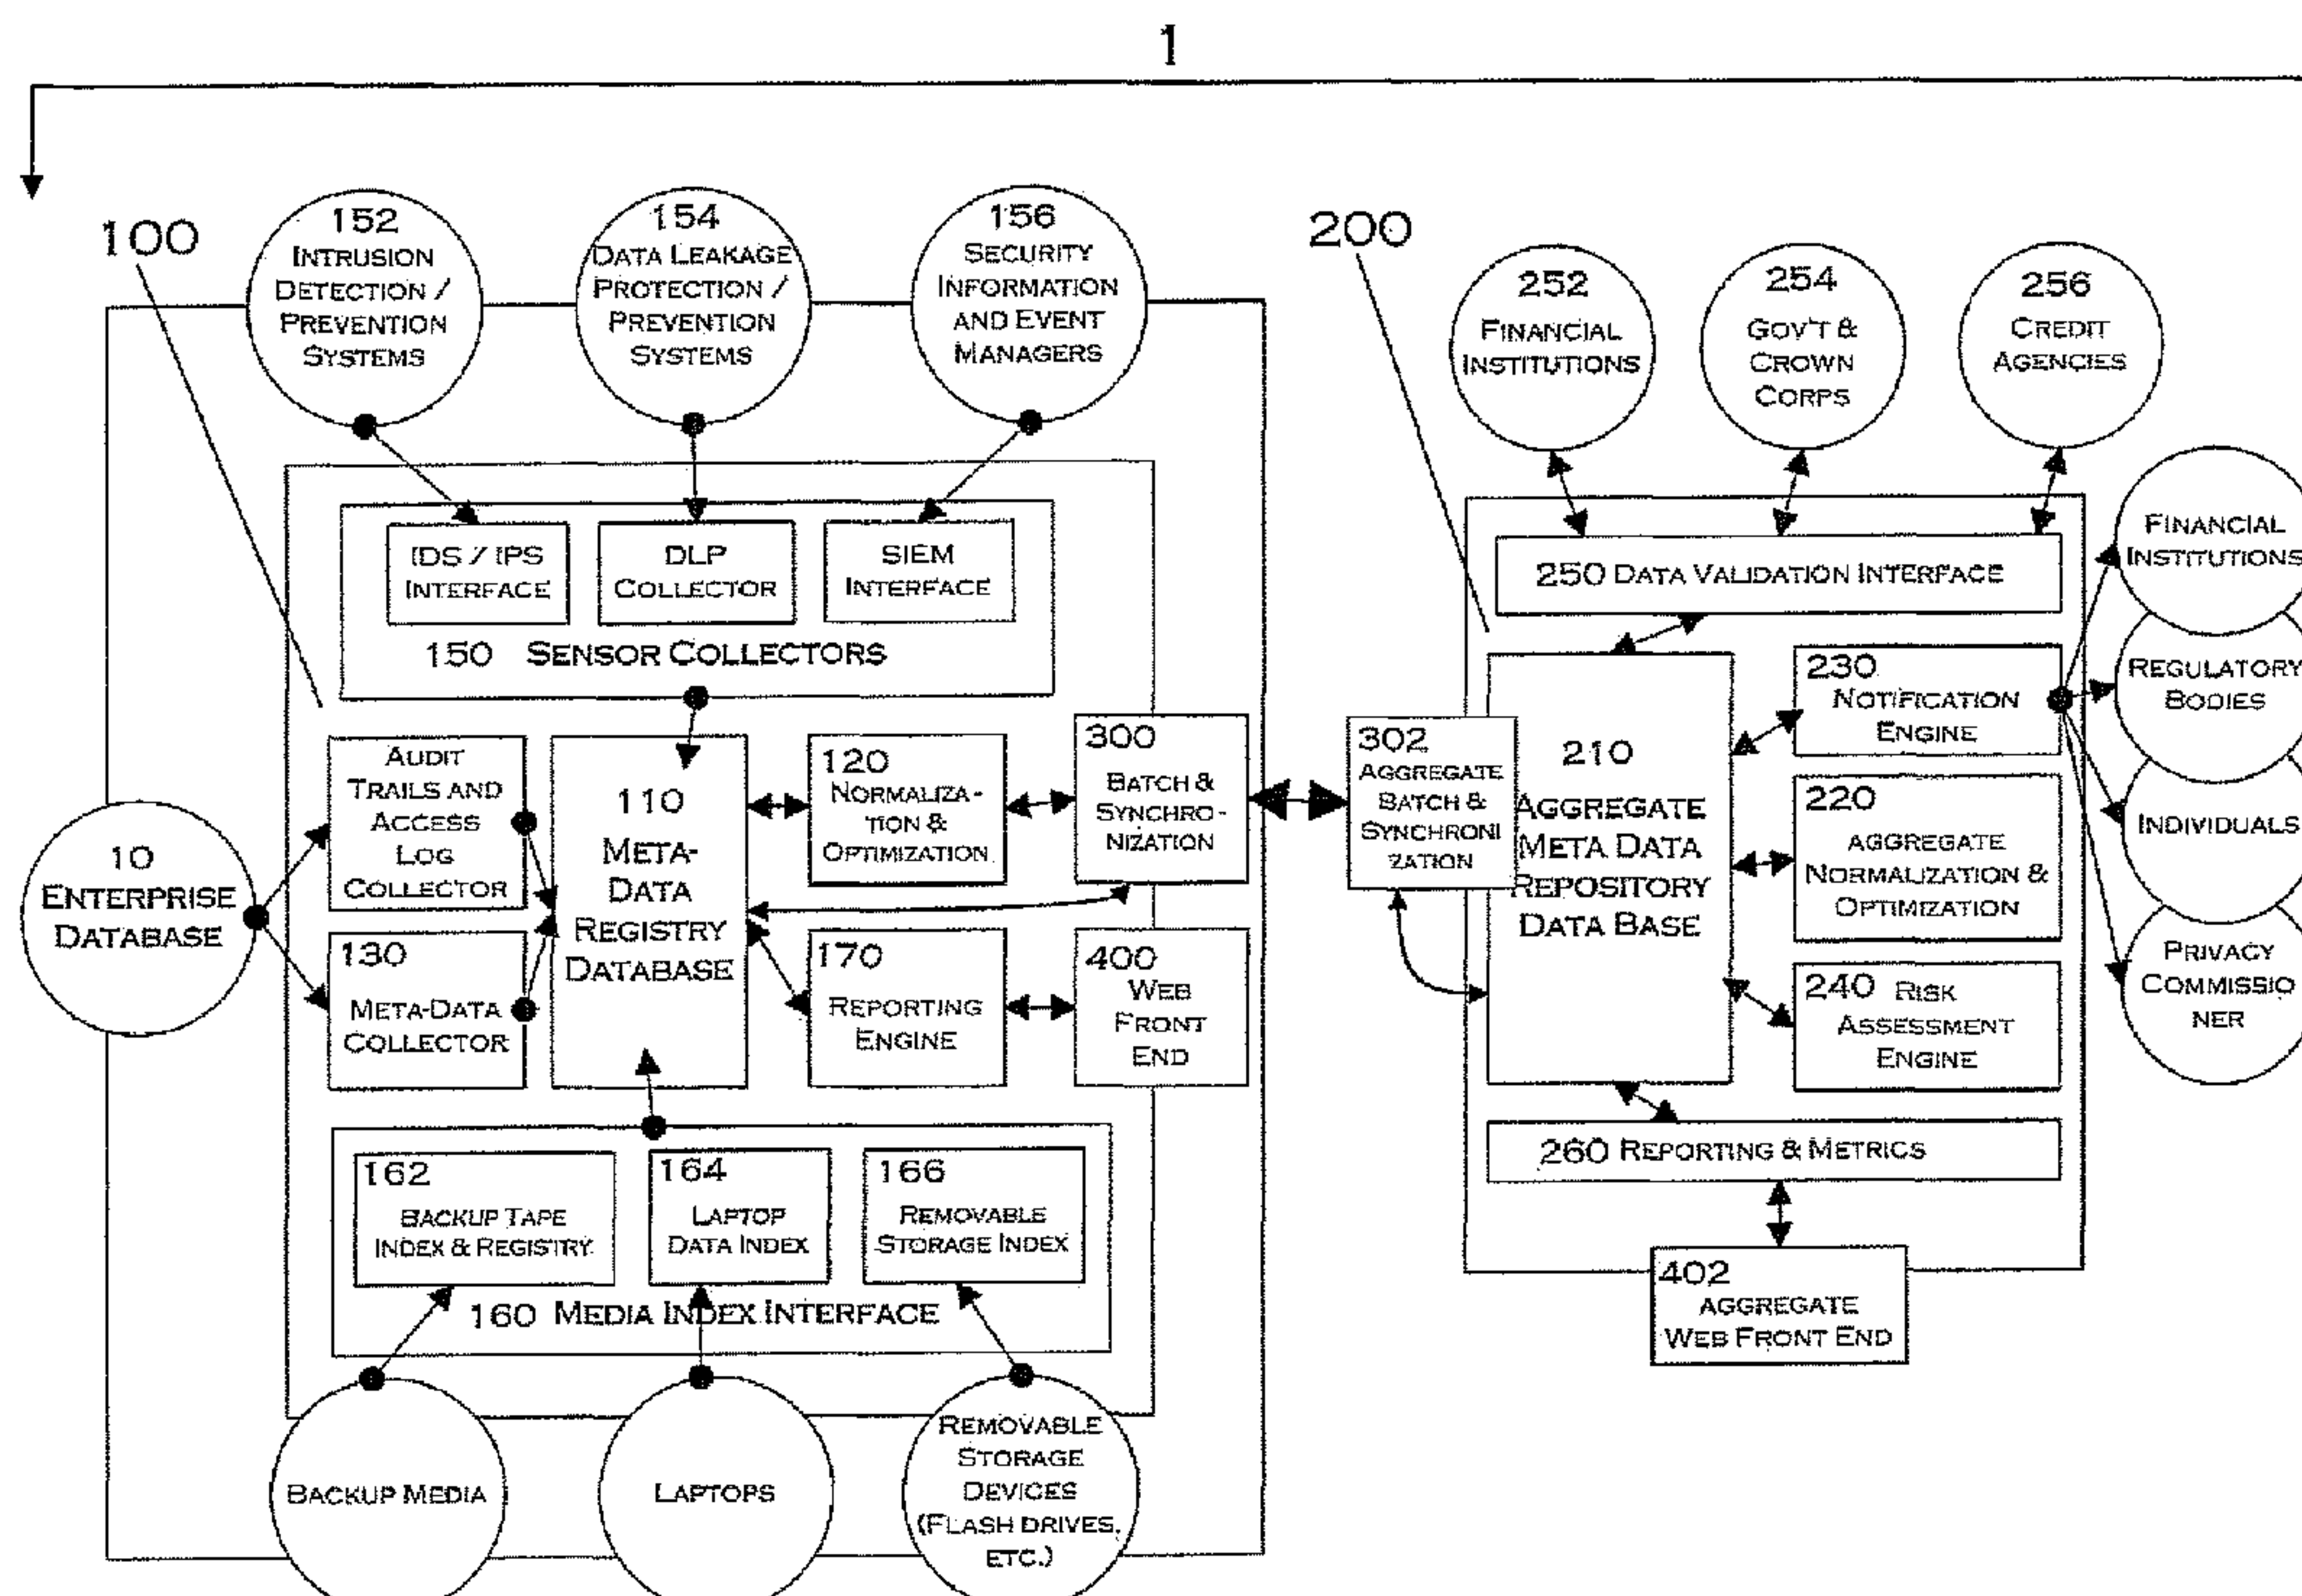 1
100
152
INTRUSION
DETECTION /
PREVENTION
SYSTEMS
154
DATA LEAKAGE
PROTECTION /
PREVENTION
SYSTEMS
156
SECURITY
INFORMATION
AND EVENT
MANAGERS
IDS / IPS
INTERFACE
DLP
COLLECTOR
SIEM
INTERFACE
150 SENSOR COLLECTORS
10
ENTERPRISE
DATABASE
AUDIT
TRAILS AND
ACCESS
LOG
COLLECTOR
130
META-DATA
COLLECTOR
110
META-
DATA
REGISTRY
DATABASE
120
NORMALIZA-
TION &
OPTIMIZATION
300
BATCH &
SYNCHRO-
NIZATION
170
REPORTING
ENGINE
400
WEB
FRONT
END
162
BACKUP TAPE
INDEX & REGISTRY
164
LAPTOP
DATA INDEX
166
REMOVABLE
STORAGE INDEX
160 MEDIA INDEX INTERFACE
BACKUP MEDIA
LAPTOPS
REMOVABLE
STORAGE
DEVICES
(FLASH DRIVES,
ETC.)
200
252
FINANCIAL
INSTITUTIONS
254
GOV'T &
CROWN
CORPS
256
CREDIT
AGENCIES
250 DATA VALIDATION INTERFACE
302
AGGREGATE
BATCH &
SYNCHRONI
ZATION
210
AGGREGATE
META DATA
REPOSITORY
DATA BASE
230
NOTIFICATION
ENGINE
220
AGGREGATE
NORMALIZATION &
OPTIMIZATION
240 RISK
ASSESSMENT
ENGINE
260 REPORTING & METRICS
402
AGGREGATE
WEB FRONT END
FINANCIAL
INSTITUTIONS
REGULATORY
BODIES
INDIVIDUALS
PRIVACY
COMMISSIO
NER